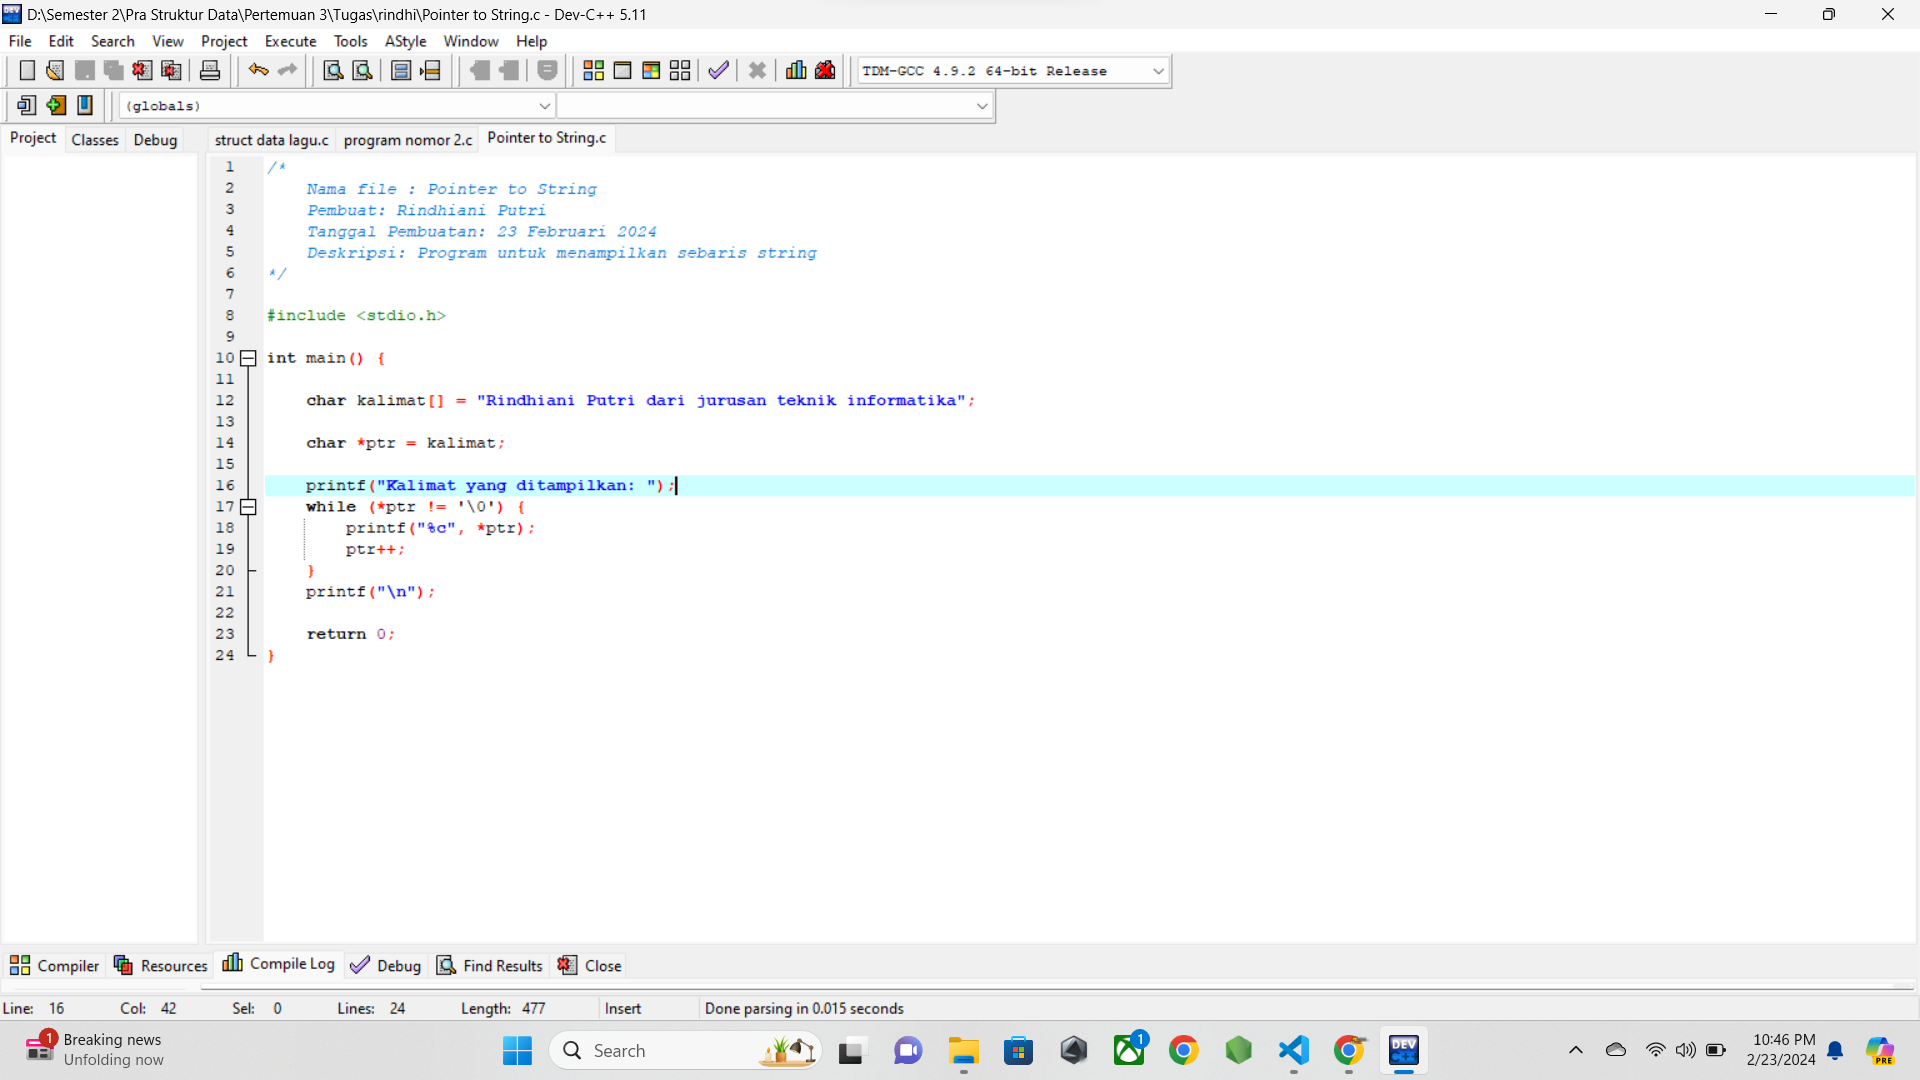 D:\Semester 2\Pra Struktur Data\Pertemuan 3\Tugas\rindhi\Pointer to String.c - Dev-C++ 5.11
File Edit Search View Project Execute Tools AStyle Window Help
TDM-GCC 4.9.2 64-bit Release
(globals)
Project Classes Debug struct data lagu.c program nomor 2.c Pointer to String.c
1 /*
2 Nama file : Pointer to String
3 Pembuat: Rindhiani Putri
4 Tanggal Pembuatan: 23 Februari 2024
5 Deskripsi: Program untuk menampilkan sebaris string
6 */
7
8 #include <stdio.h>
9
10 int main() {
11
12 char kalimat[] = "Rindhiani Putri dari jurusan teknik informatika";
13
14 char *ptr = kalimat;
15
16 printf("Kalimat yang ditampilkan: ");
17 while (*ptr != '\0') {
18 printf("%c", *ptr);
19 ptr++;
20 }
21 printf("\n");
22
23 return 0;
24 }
Compiler Resources Compile Log Debug Find Results Close
Line: 16 Col: 42 Sel: 0 Lines: 24 Length: 477 Insert Done parsing in 0.015 seconds
1 Breaking news
Unfolding now
Search
1
DEV C++
10:46 PM
2/23/2024
PRE